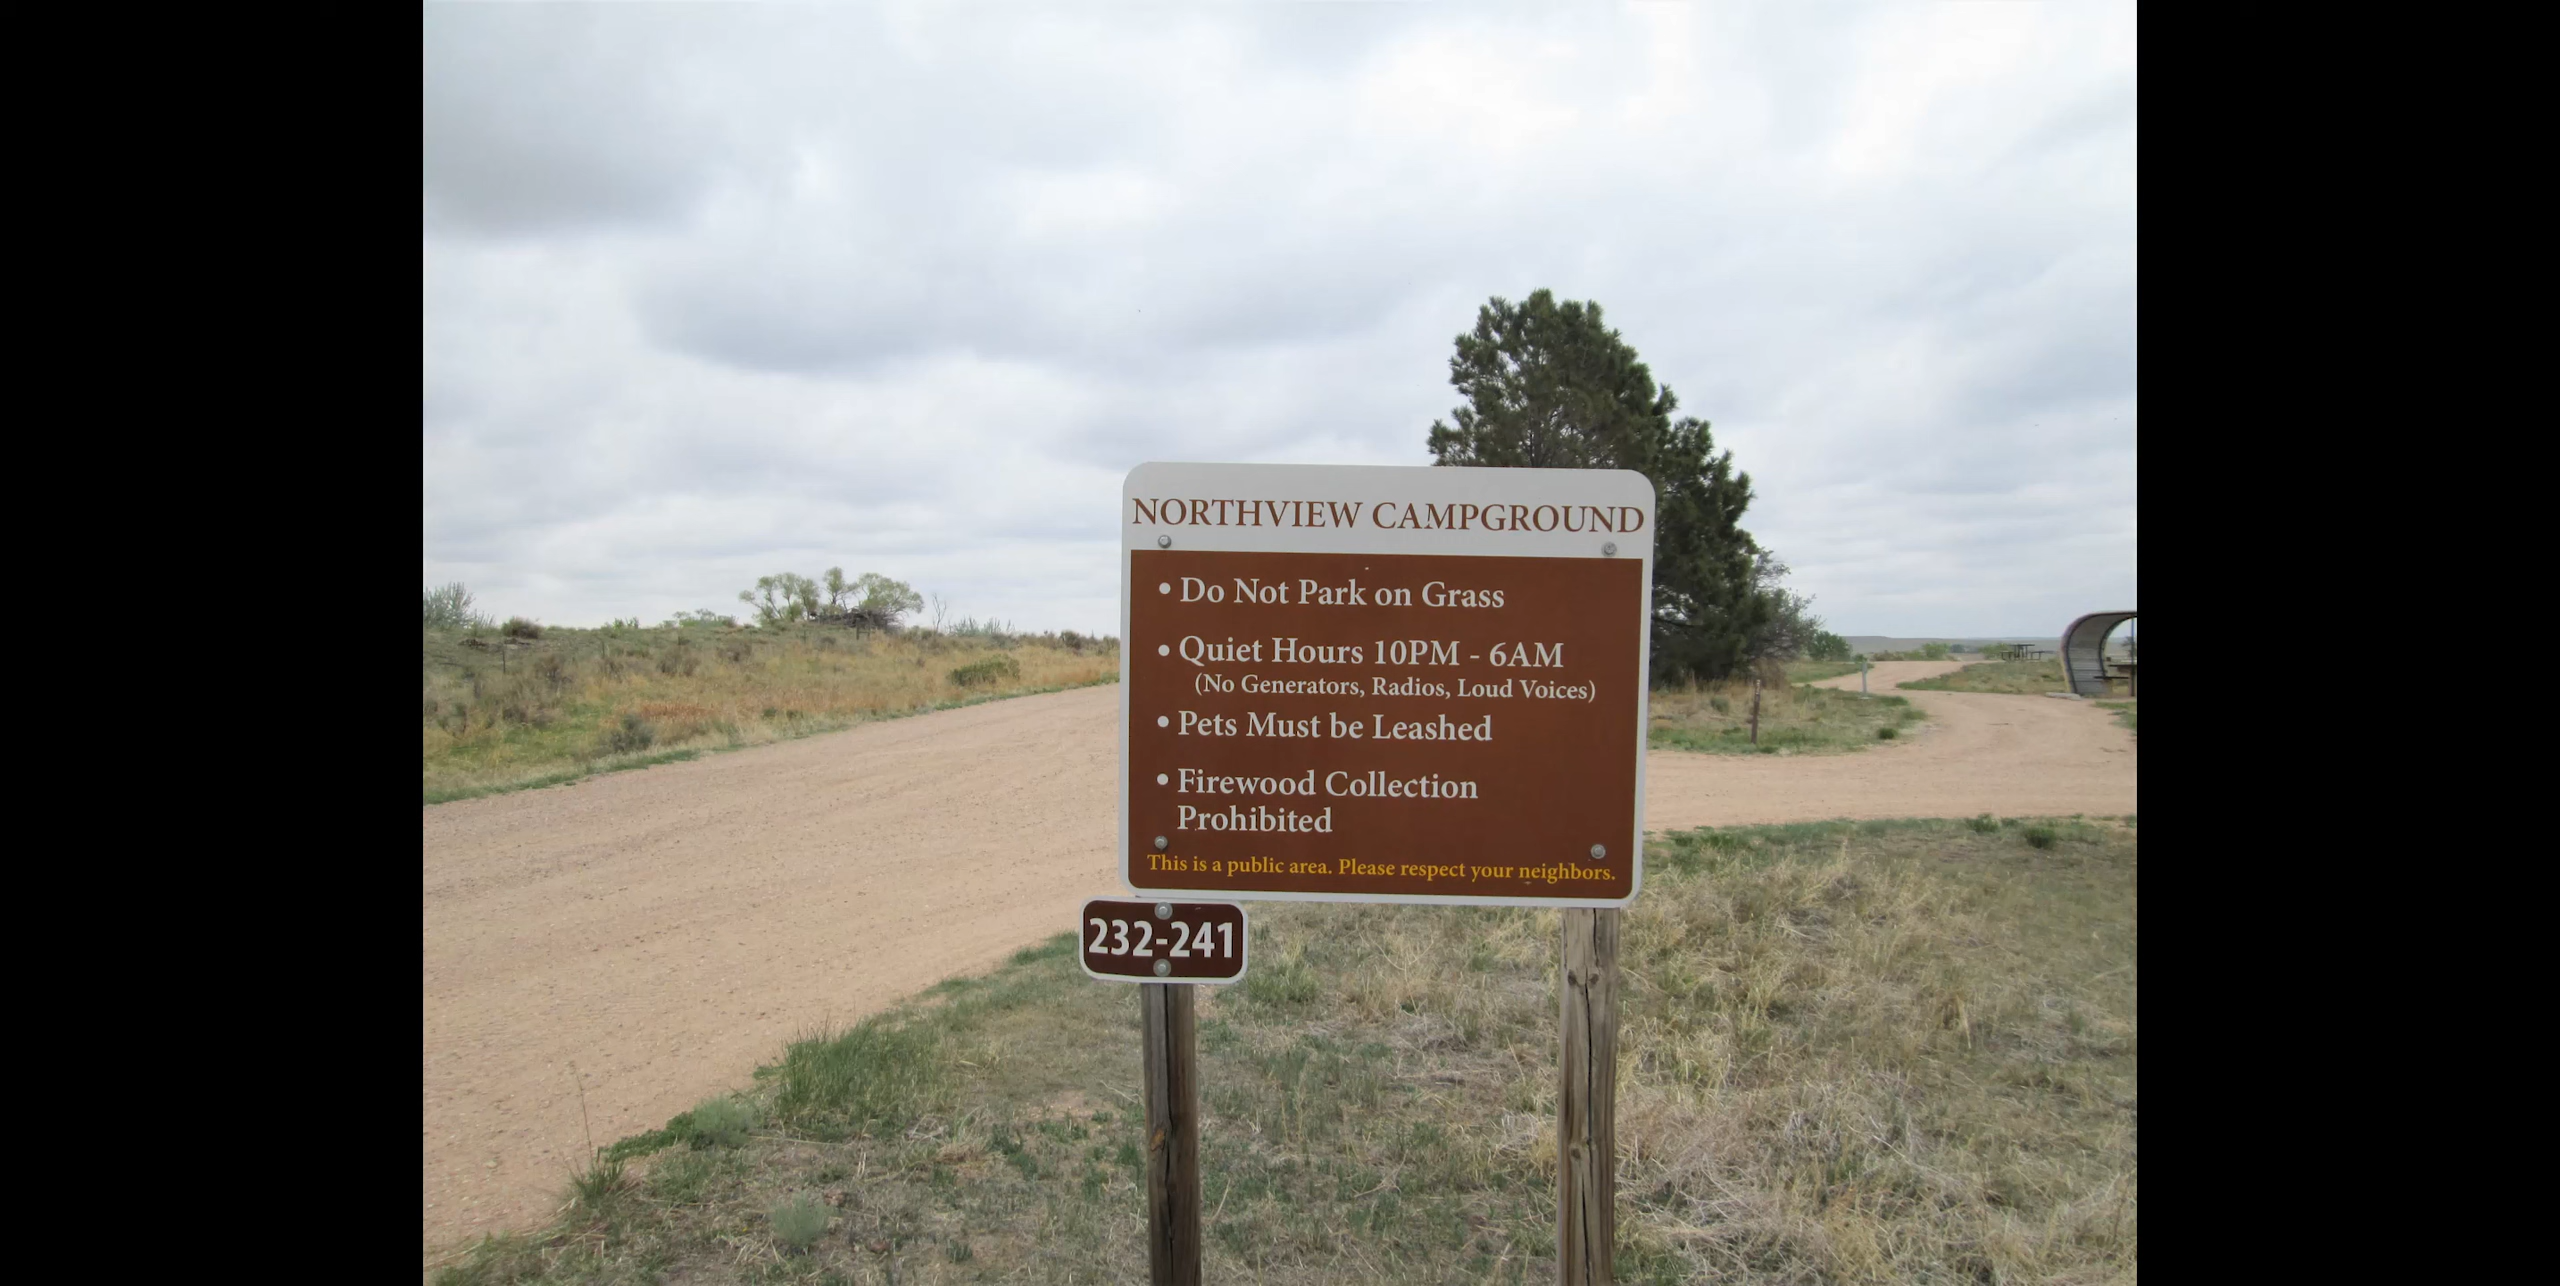 NORTHVIEW CAMPGROUND
• Do Not Park on Grass
• Quiet Hours 10PM - 6AM
(No Generators, Radios, Loud Voices)
• Pets Must be Leashed
• Firewood Collection
Prohibited
This is a public area. Please respect your neighbors.
232-241